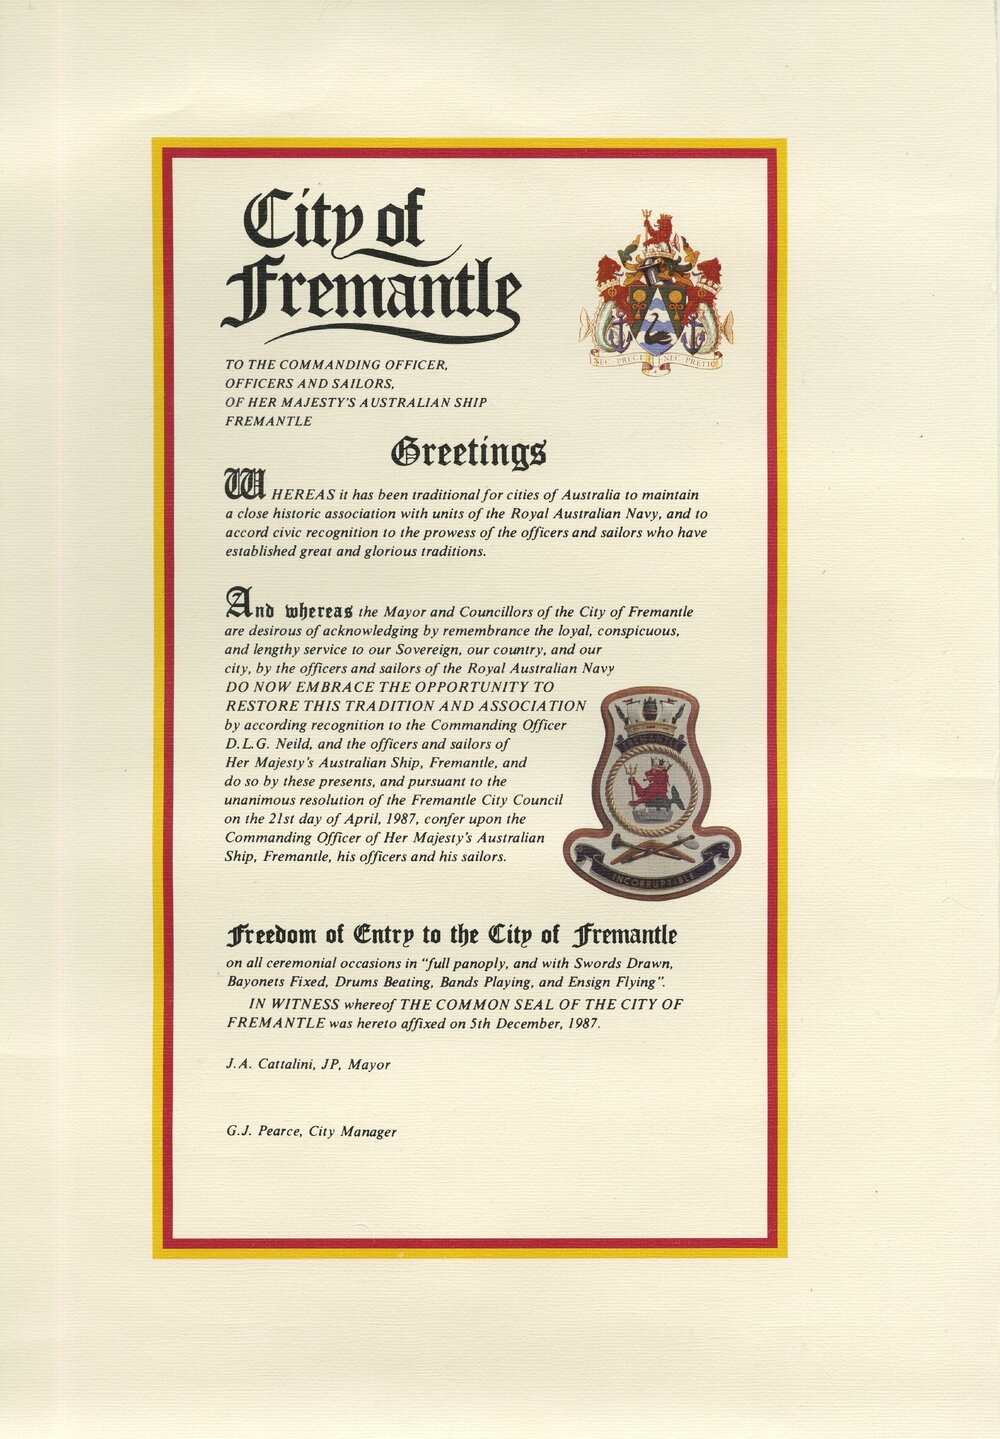 City of
Fremantle
NEC PRECE NEC PRETIO
TO THE COMMANDING OFFICER,
OFFICERS AND SAILORS,
OF HER MAJESTY'S AUSTRALIAN SHIP
FREMANTLE
Greetings
WHEREAS it has been traditional for cities of Australia to maintain
a close historic association with units of the Royal Australian Navy, and to
accord civic recognition to the prowess of the officers and sailors who have
established great and glorious traditions.
And whereas the Mayor and Councillors of the City of Fremantle
are desirous of acknowledging by remembrance the loyal, conspicuous,
and lengthy service to our Sovereign, our country, and our
city, by the officers and sailors of the Royal Australian Navy
DO NOW EMBRACE THE OPPORTUNITY TO
RESTORE THIS TRADITION AND ASSOCIATION
by according recognition to the Commanding Officer
D.L.G. Neild, and the officers and sailors of
Her Majesty's Australian Ship, Fremantle, and
do so by these presents, and pursuant to the
unanimous resolution of the Fremantle City Council
on the 21st day of April, 1987, confer upon the
Commanding Officer of Her Majesty's Australian
Ship, Fremantle, his officers and his sailors.
FREMANTLE
INCORRUPTIBLE
Freedom of Entry to the City of Fremantle
on all ceremonial occasions in "full panoply, and with Swords Drawn,
Bayonets Fixed, Drums Beating, Bands Playing, and Ensign Flying".
IN WITNESS whereof THE COMMON SEAL OF THE CITY OF
FREMANTLE was hereto affixed on 5th December, 1987.
J.A. Cattalini, JP, Mayor
G.J. Pearce, City Manager